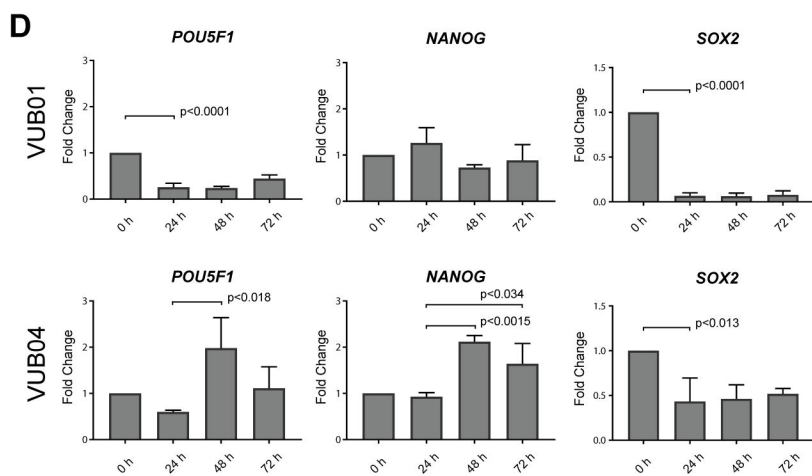 D
VUB01
POU5F1
Fold Change
3
2
1
0
p<0.0001
0 h
24 h
48 h
72 h
NANOG
Fold Change
3
2
1
0
0 h
24 h
48 h
72 h
SOX2
Fold Change
1.5
1.0
0.5
0.0
p<0.0001
0 h
24 h
48 h
72 h
VUB04
POU5F1
Fold Change
3
2
1
0
p<0.018
0 h
24 h
48 h
72 h
NANOG
Fold Change
3
2
1
0
p<0.034
p<0.0015
0 h
24 h
48 h
72 h
SOX2
Fold Change
1.5
1.0
0.5
0.0
p<0.013
0 h
24 h
48 h
72 h